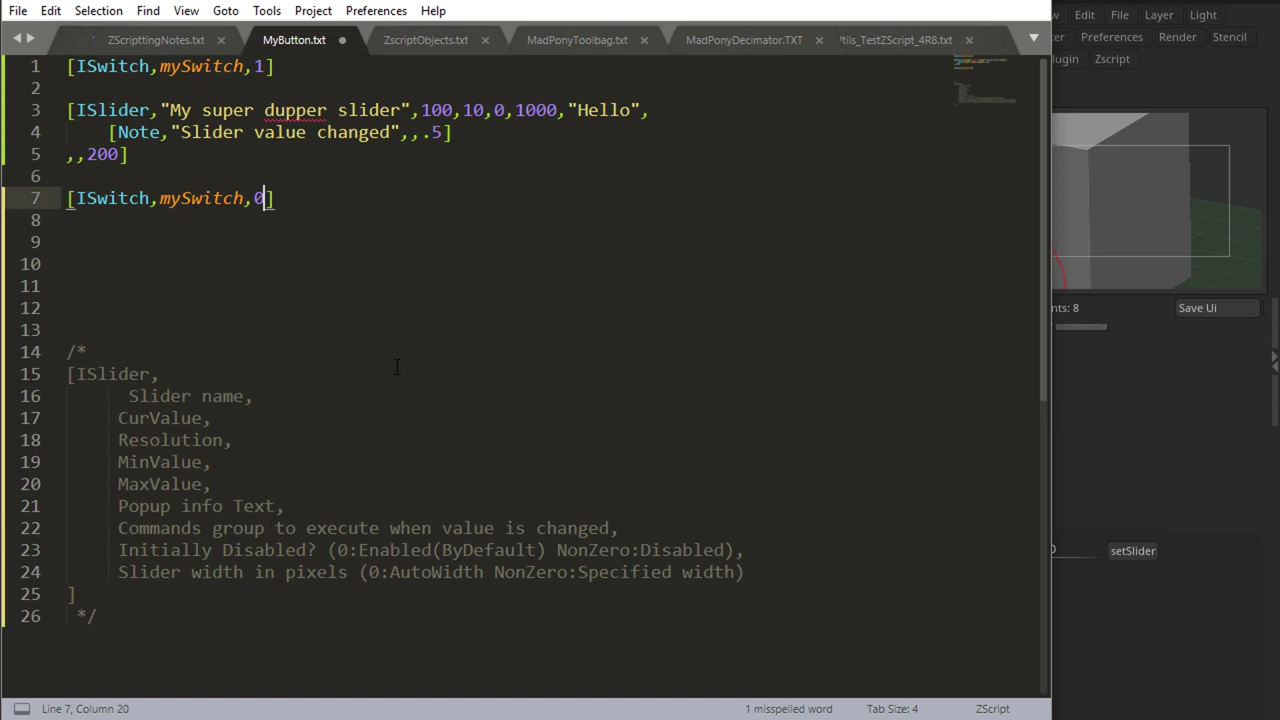 File Edit Selection Find View Goto Tools Project Preferences Help
ZScripttingNotes.txt MyButton.txt ZscriptObjects.txt MadPonyToolbag.txt MadPonyDecimator.TXT Utils_TestZScript_4R8.txt
1 [ISwitch,mySwitch,1]
2
3 [ISlider,"My super dupper slider",100,10,0,1000,"Hello",
4 [Note,"Slider value changed",,.5]
5 ,,200]
6
7 [ISwitch,mySwitch,0]
8
9
10
11
12
13
14 /*
15 [ISlider,
16 Slider name,
17 CurValue,
18 Resolution,
19 MinValue,
20 MaxValue,
21 Popup info Text,
22 Commands group to execute when value is changed,
23 Initially Disabled? (0:Enabled(ByDefault) NonZero:Disabled),
24 Slider width in pixels (0:AutoWidth NonZero:Specified width)
25 ]
26 */
Line 7, Column 20 1 misspelled word Tab Size: 4 ZScript
Edit File Layer Light
Preferences Render Stencil
Zscript
Save Ui
setSlider